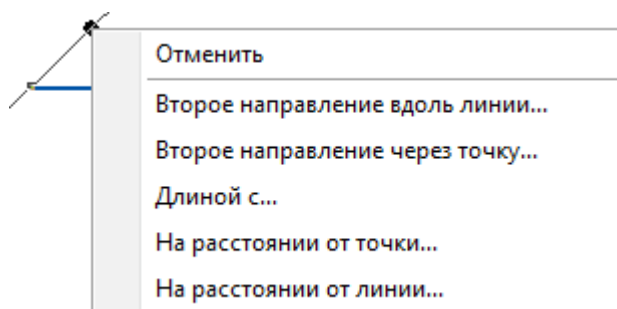 Отменить
Второе направление вдоль линии...
Второе направление через точку...
Длиной с...
На расстоянии от точки...
На расстоянии от линии...